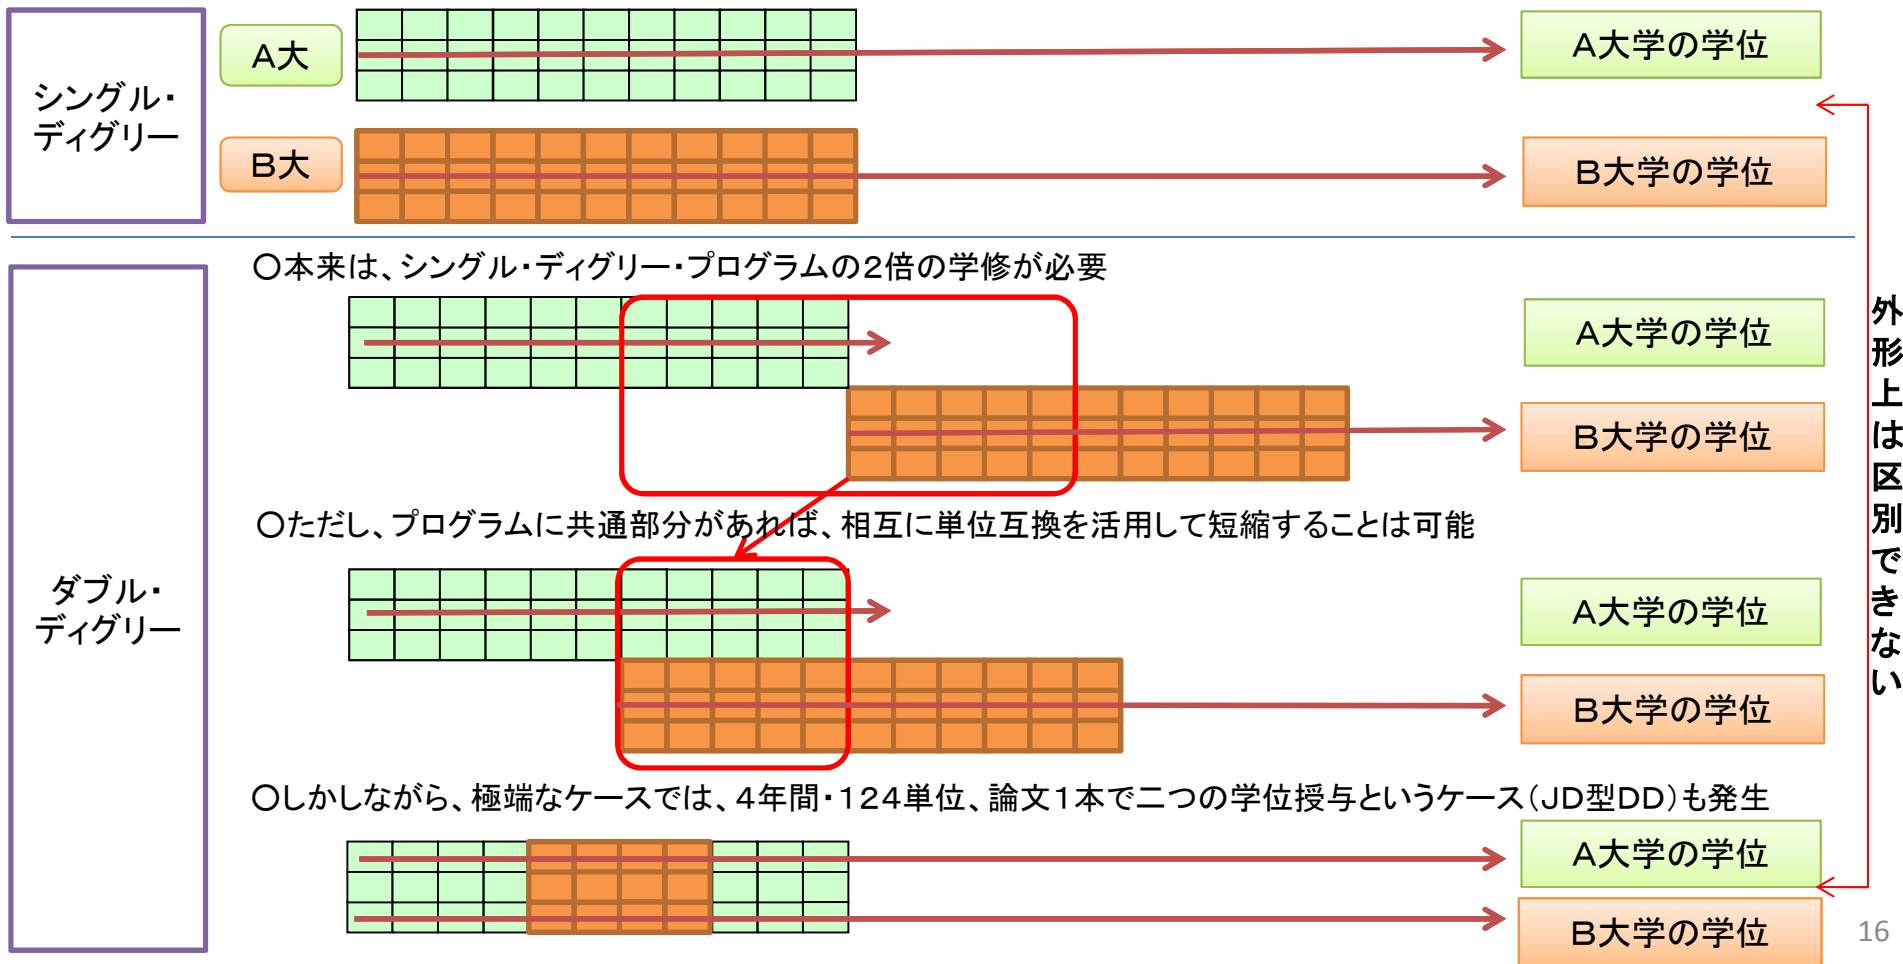 シングル・
ディグリー
A大
A大学の学位
B大
B大学の学位
○本来は、シングル・ディグリー・プログラムの2倍の学修が必要
A大学の学位
B大学の学位
ダブル・
ディグリー
○ただし、プログラムに共通部分があれば、相互に単位互換を活用して短縮することは可能
A大学の学位
B大学の学位
○しかしながら、極端なケースでは、4年間・124単位、論文1本で二つの学位授与というケース(JD型DD)も発生
A大学の学位
B大学の学位
外形上は区別できない
16